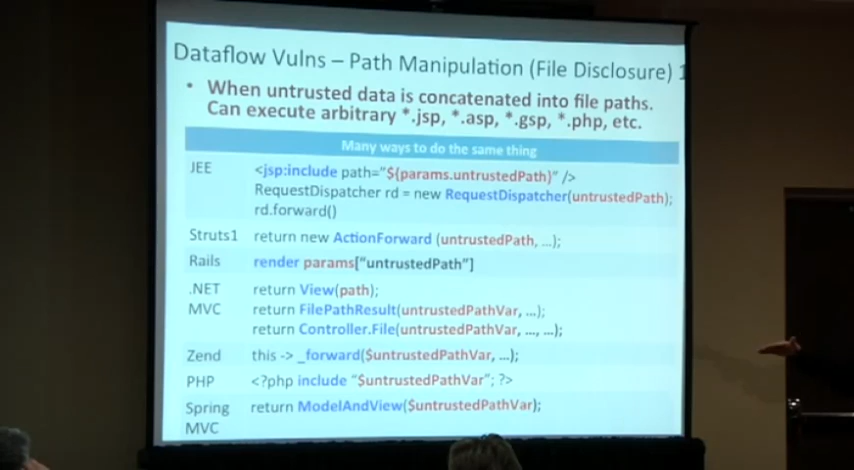 Dataflow Vulns – Path Manipulation (File Disclosure) 1
• When untrusted data is concatenated into file paths.
Can execute arbitrary *.jsp, *.asp, *.gsp, *.php, etc.
Many ways to do the same thing
JEE <jsp:include path="${params.untrustedPath}" />
RequestDispatcher rd = new RequestDispatcher(untrustedPath);
rd.forward()
Struts1 return new ActionForward (untrustedPath, ...);
Rails render params["untrustedPath"]
.NET return View(path);
MVC return FilePathResult(untrustedPathVar, ...);
return Controller.File(untrustedPathVar, ..., ...);
Zend this -> _forward($untrustedPathVar, ...);
PHP <?php include "$untrustedPathVar"; ?>
Spring return ModelAndView($untrustedPathVar);
MVC